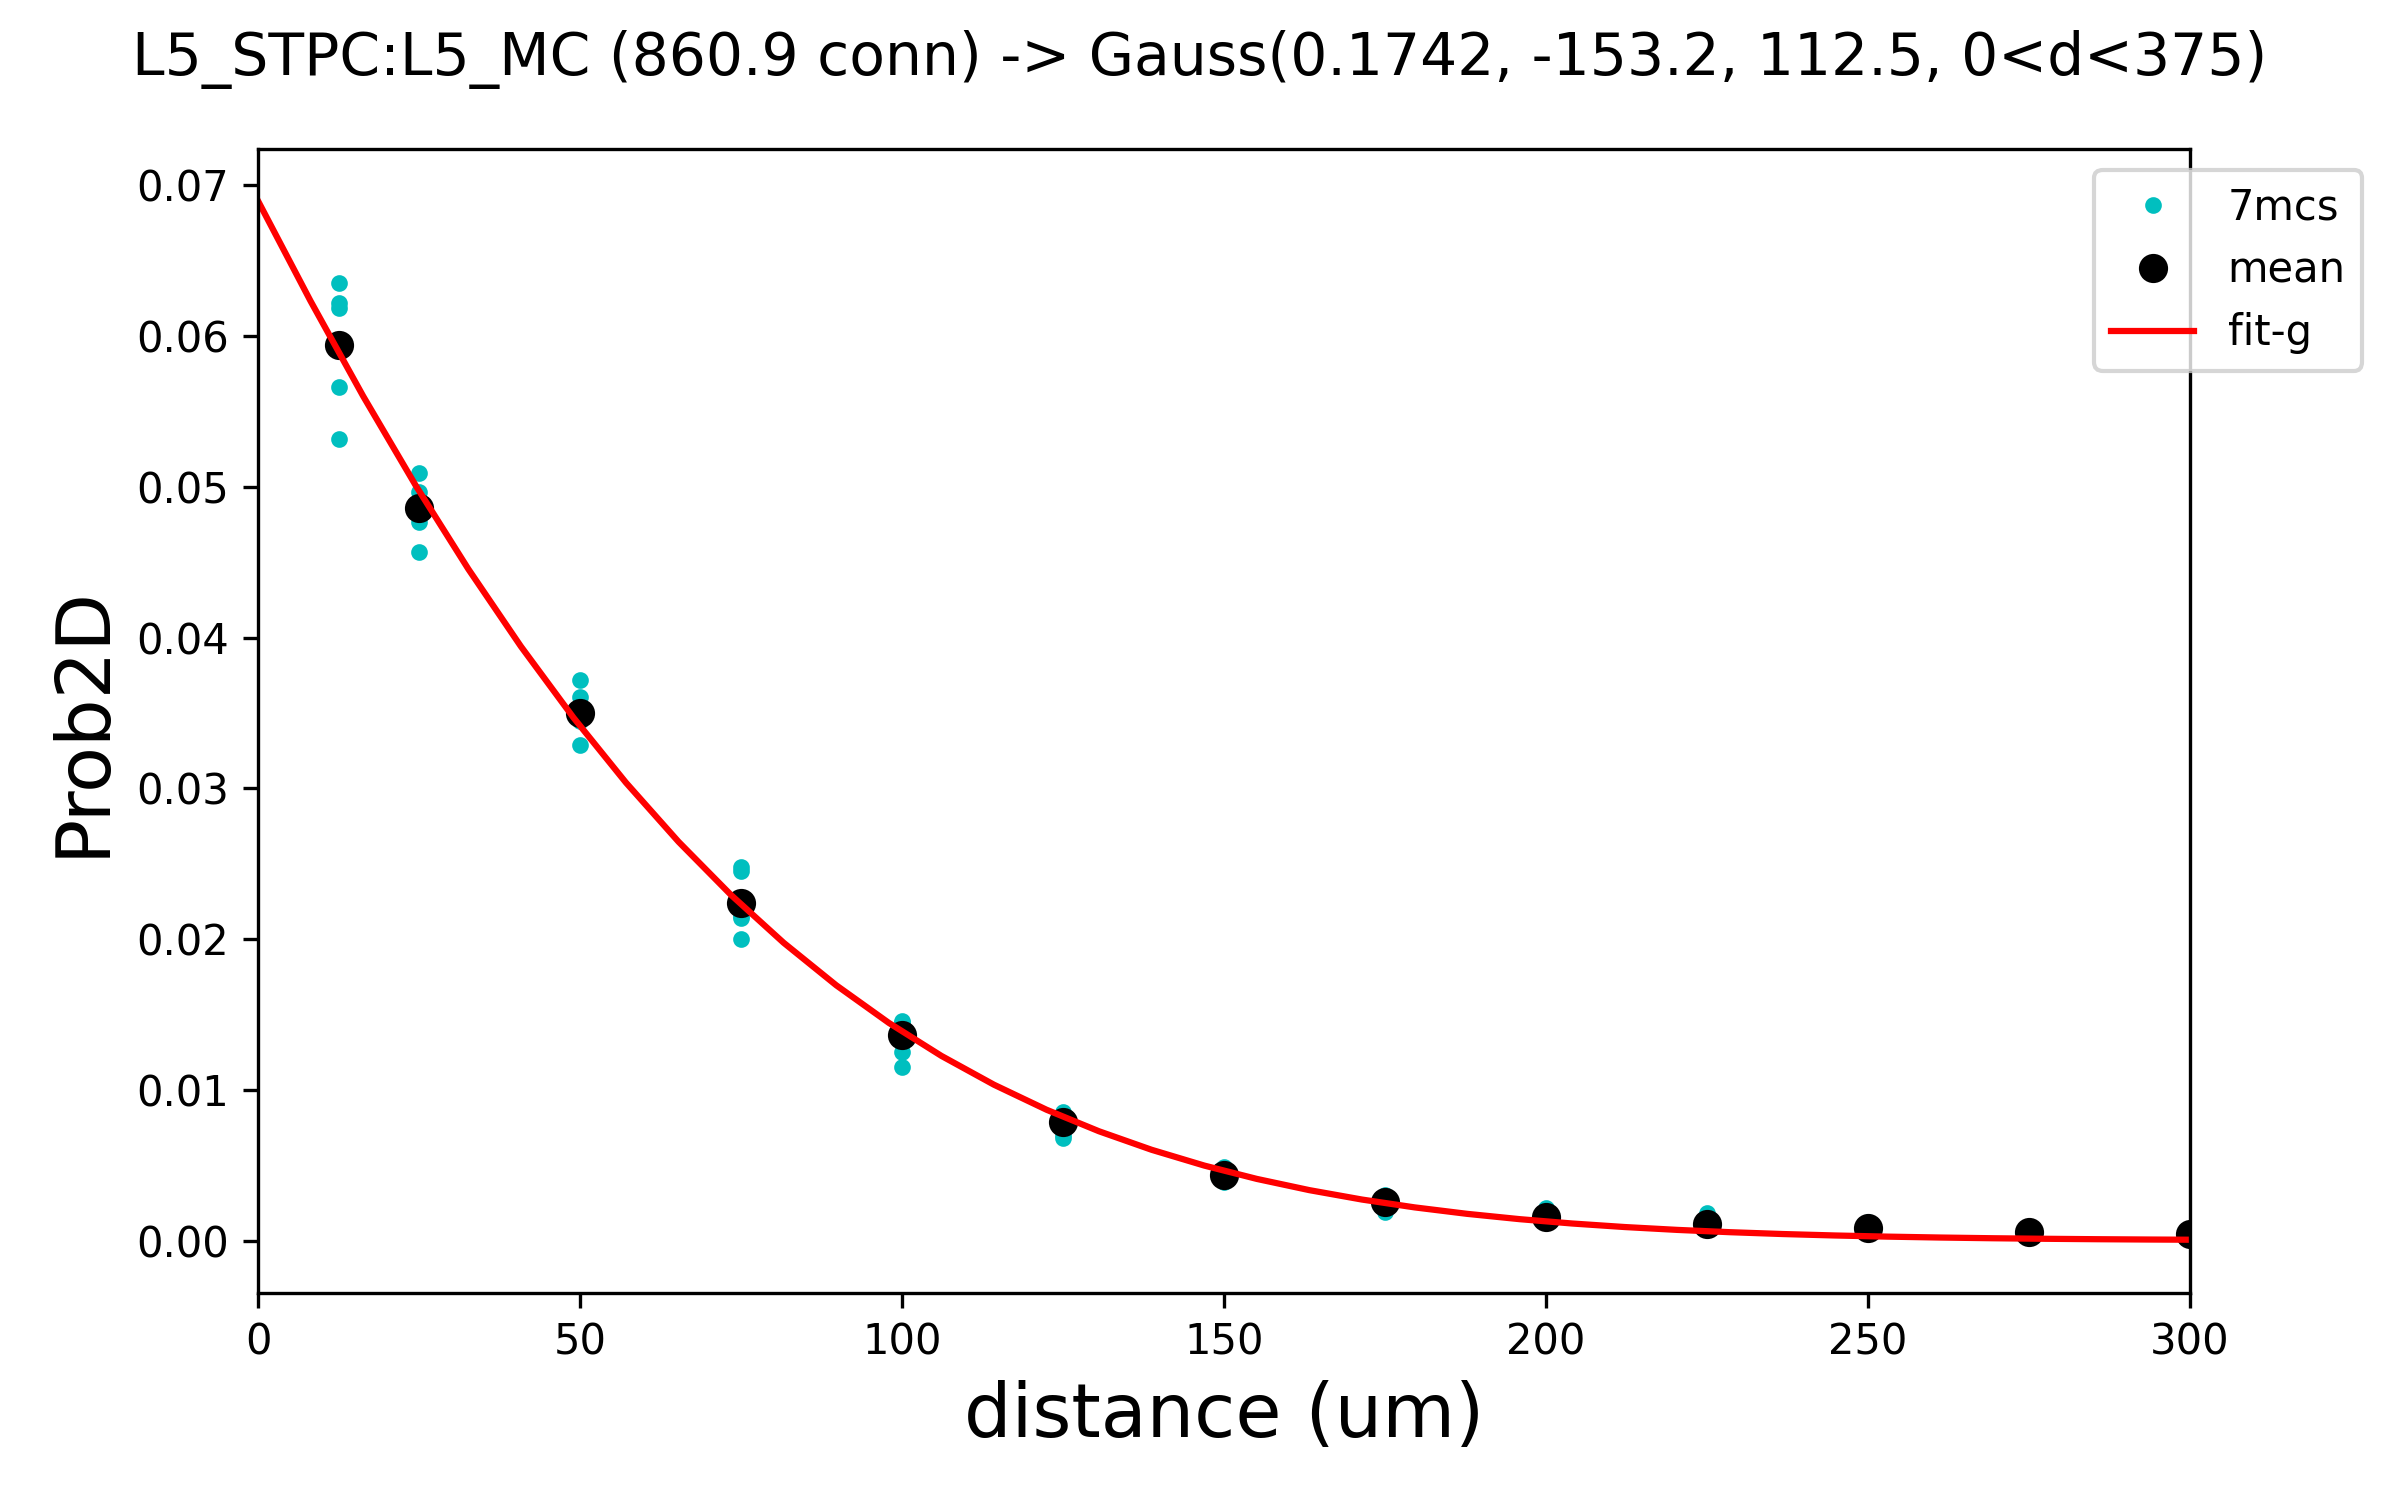 L5_STPC:L5_MC (860.9 conn) -> Gauss(0.1742, -153.2, 112.5, 0<d<375)
7mcs
mean
fit-g
Prob2D
0.07
0.06
0.05
0.04
0.03
0.02
0.01
0.00
0 50 100 150 200 250 300
distance (um)